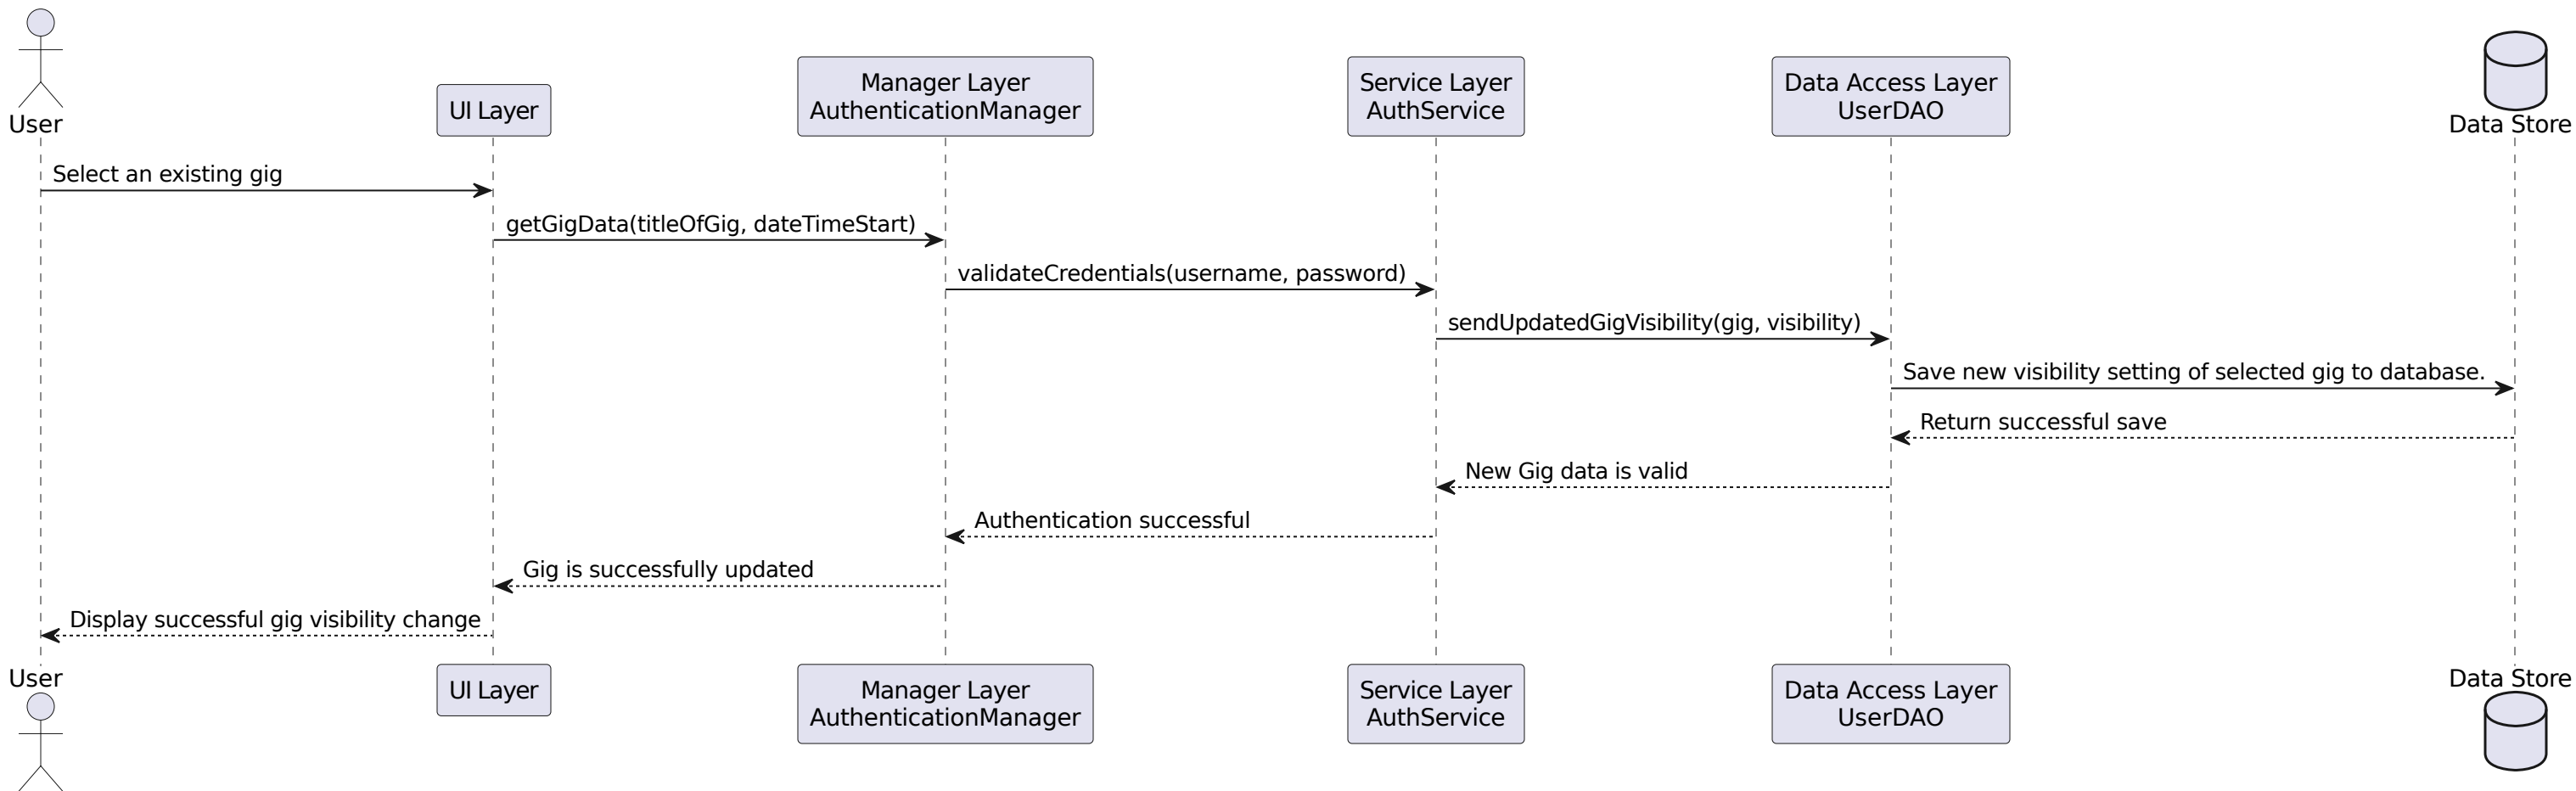 User
UI Layer
Manager Layer
AuthenticationManager
Service Layer
AuthService
Data Access Layer
UserDAO
Data Store
Select an existing gig
getGigData(titleOfGig, dateTimeStart)
validateCredentials(username, password)
sendUpdatedGigVisibility(gig, visibility)
Save new visibility setting of selected gig to database.
Return successful save
New Gig data is valid
Authentication successful
Gig is successfully updated
Display successful gig visibility change
User
UI Layer
Manager Layer
AuthenticationManager
Service Layer
AuthService
Data Access Layer
UserDAO
Data Store